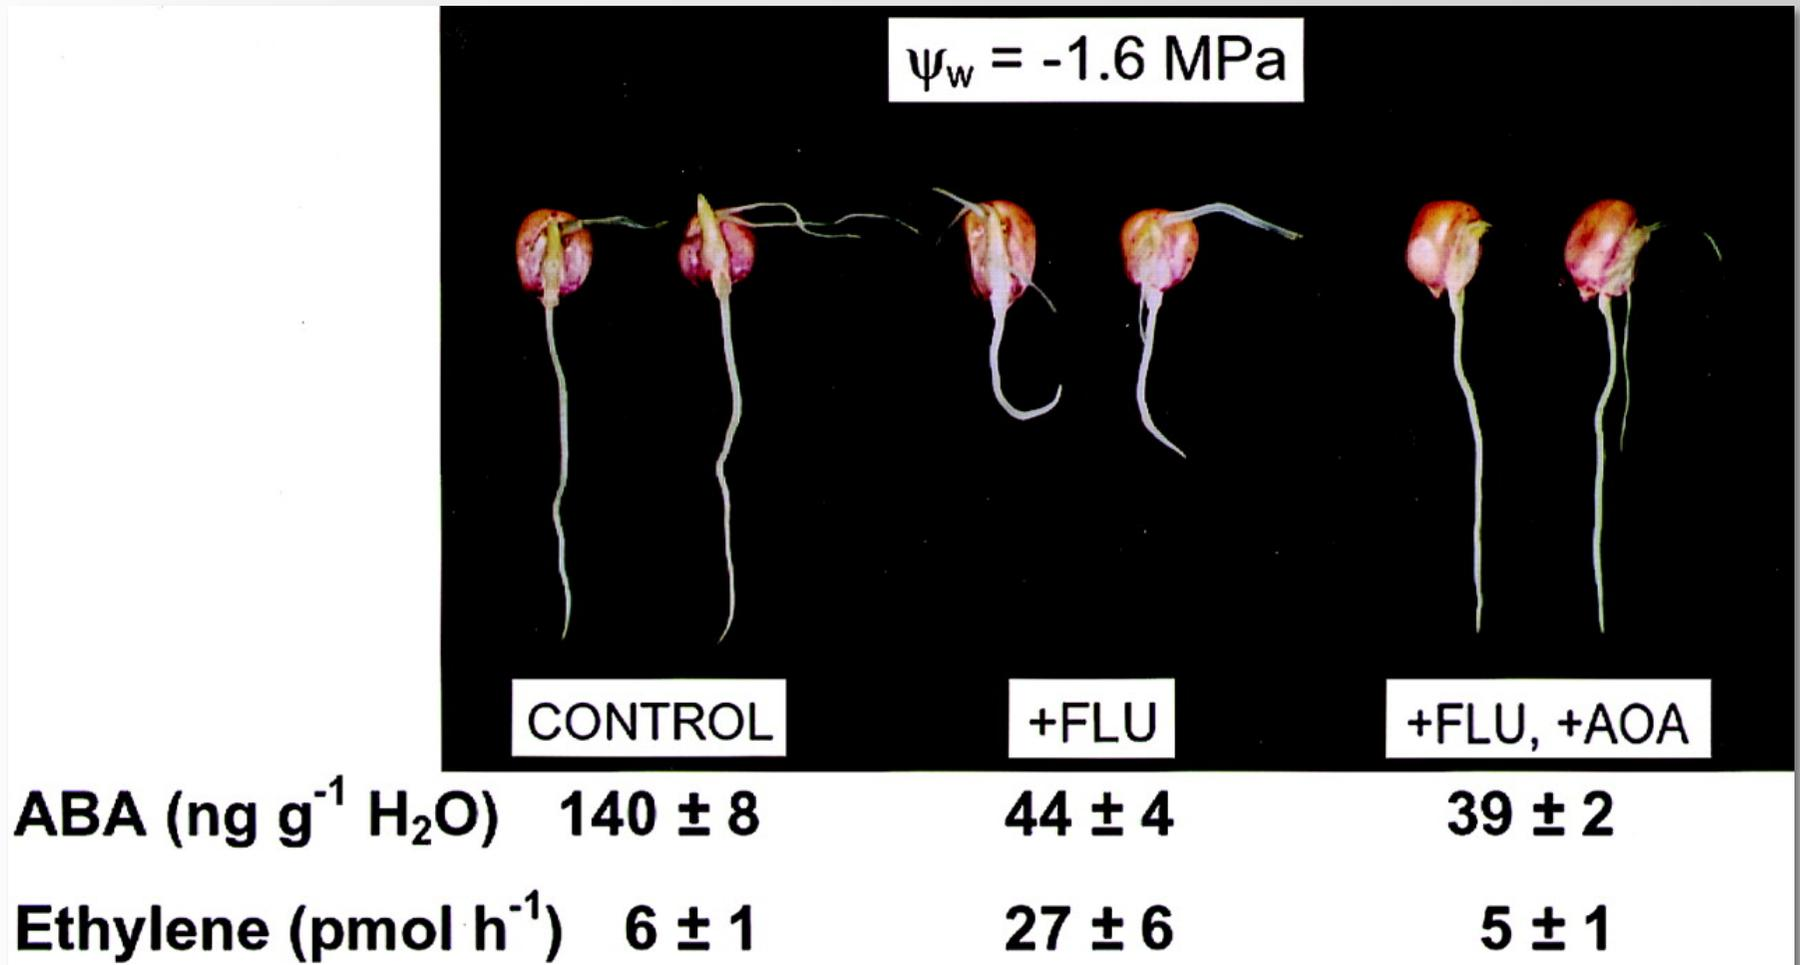 ψw = -1.6 MPa
CONTROL +FLU +FLU, +AOA
ABA (ng g⁻¹ H₂O) 140 ± 8 44 ± 4 39 ± 2
Ethylene (pmol h⁻¹) 6 ± 1 27 ± 6 5 ± 1